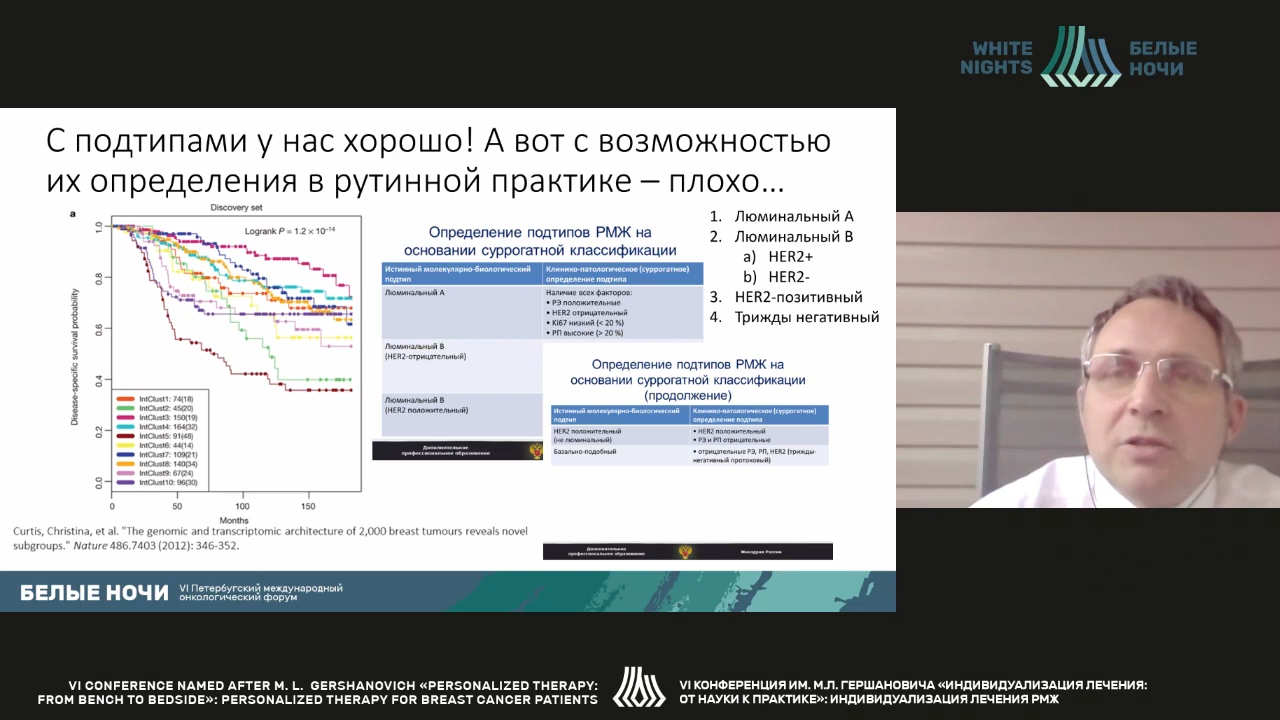 WHITE
NIGHTS
БЕЛЫЕ
НОЧИ
С подтипами у нас хорошо! А вот с возможностью
их определения в рутинной практике – плохо...
a
Discovery set
Logrank P = 1.2 × 10⁻¹⁴
Disease-specific survival probability
1.0
0.8
0.6
0.4
0.2
0.0
IntClust1: 74(18)
IntClust2: 45(20)
IntClust3: 150(19)
IntClust4: 164(32)
IntClust5: 91(48)
IntClust6: 44(14)
IntClust7: 109(21)
IntClust8: 140(34)
IntClust9: 67(24)
IntClust10: 96(30)
0 50 100 150
Months
Curtis, Christina, et al. "The genomic and transcriptomic architecture of 2,000 breast tumours reveals novel
subgroups." Nature 486.7403 (2012): 346-352.
Определение подтипов РМЖ на
основании суррогатной классификации
Истинный молекулярно-биологический
подтип
Клинико-патологическое (суррогатное)
определение подтипа
Люминальный А
Наличие всех факторов:
• РЭ положительные
• HER2 отрицательный
• Ki67 низкий (< 20 %)
• РП высокие (> 20 %)
Люминальный В
(HER2-отрицательный)
Люминальный В
(HER2 положительный)
Дополнительное
профессиональное образование
Определение подтипов РМЖ на
основании суррогатной классификации
(продолжение)
Истинный молекулярно-биологический
подтип
Клинико-патологическое (суррогатное)
определение подтипа
HER2 положительный
(не люминальный)
• HER2 положительный
• РЭ и РП отрицательные
Базально-подобный
• отрицательные РЭ, РП, HER2 (трижды-
негативный протоковый)
Дополнительное
профессиональное образование
Минздрав России
1. Люминальный А
2. Люминальный В
a) HER2+
b) HER2-
3. HER2-позитивный
4. Трижды негативный
БЕЛЫЕ НОЧИ
VI Петербургский международный
онкологический форум
VI CONFERENCE NAMED AFTER M. L. GERSHANOVICH «PERSONALIZED THERAPY:
FROM BENCH TO BEDSIDE»: PERSONALIZED THERAPY FOR BREAST CANCER PATIENTS
VI КОНФЕРЕНЦИЯ ИМ. М.Л. ГЕРШАНОВИЧА «ИНДИВИДУАЛИЗАЦИЯ ЛЕЧЕНИЯ:
ОТ НАУКИ К ПРАКТИКЕ»: ИНДИВИДУАЛИЗАЦИЯ ЛЕЧЕНИЯ РМЖ